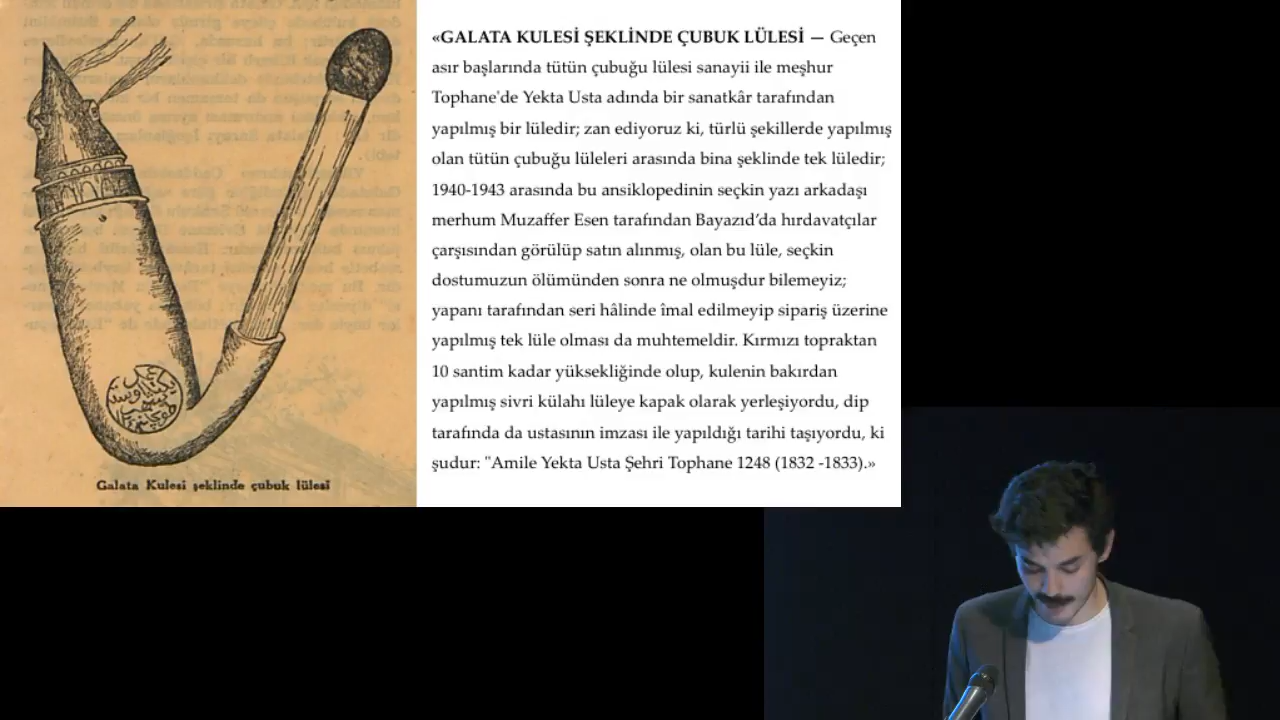 «GALATA KULESİ ŞEKLİNDE ÇUBUK LÜLESİ — Geçen
asır başlarında tütün çubuğu lülesi sanayii ile meşhur
Tophane'de Yekta Usta adında bir sanatkâr tarafından
yapılmış bir lüledir; zan ediyoruz ki, türlü şekillerde yapılmış
olan tütün çubuğu lüleleri arasında bina şeklinde tek lüledir;
1940-1943 arasında bu ansiklopedinin seçkin yazı arkadaşı
merhum Muzaffer Esen tarafından Bayazıd'da hırdavatçılar
çarşısından görülüp satın alınmış, olan bu lüle, seçkin
dostumuzun ölümünden sonra ne olmuşdur bilemeyiz;
yapanı tarafından seri hâlinde îmal edilmeyip sipariş üzerine
yapılmış tek lüle olması da muhtemeldir. Kırmızı topraktan
10 santim kadar yüksekliğinde olup, kulenin bakırdan
yapılmış sivri külahı lüleye kapak olarak yerleşiyordu, dip
tarafında da ustasının imzası ile yapıldığı tarihi taşıyordu, ki
şudur: "Amile Yekta Usta Şehri Tophane 1248 (1832 -1833).»
Galata Kulesi şeklinde çubuk lülesi